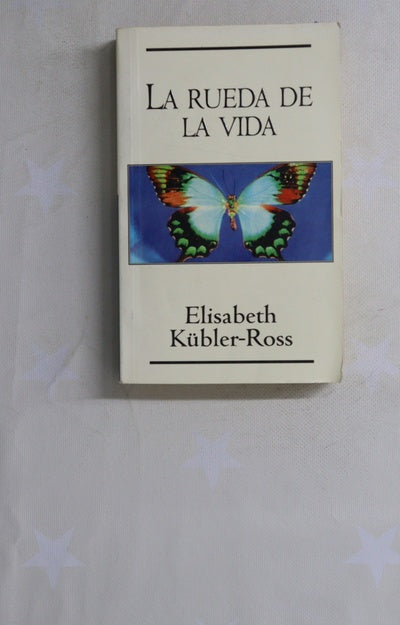 LA RUEDA DE
LA VIDA
Elisabeth
Kübler-Ross